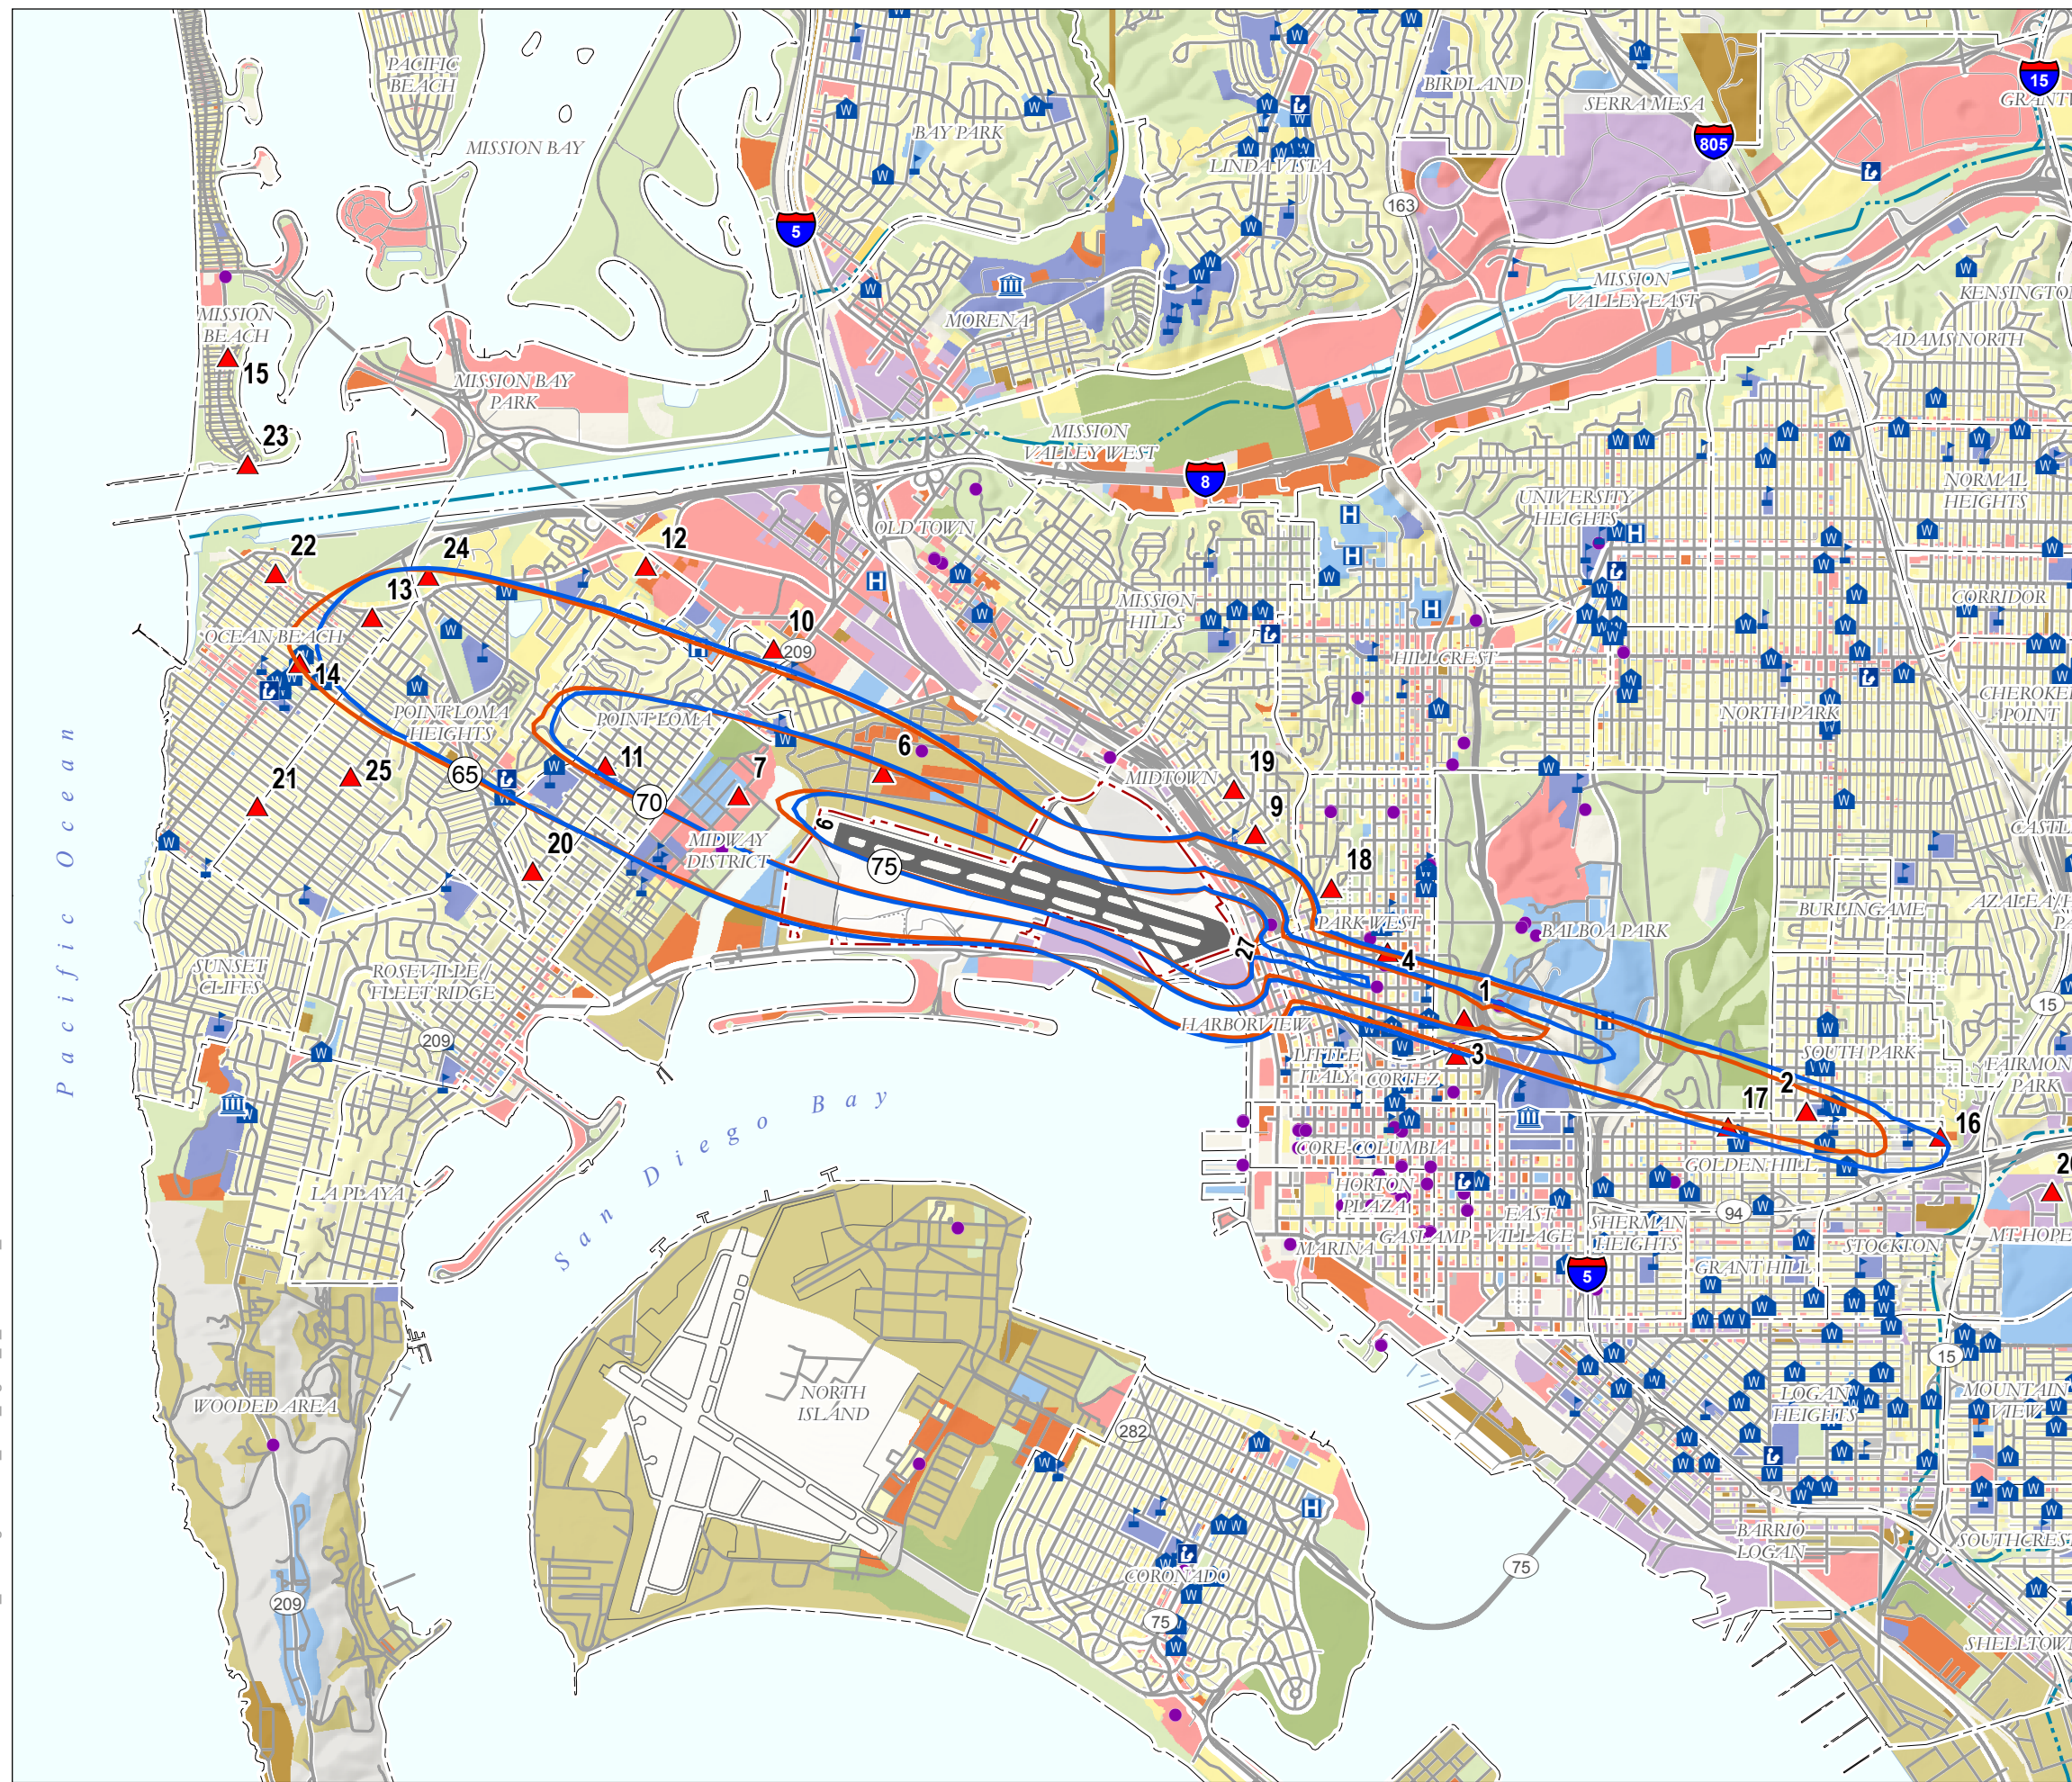 PACIFIC
BEACH
MISSION BAY
BAY PARK
LINDA VISTA
BIRDLAND
SERRA MESA
15
805
5
163
MISSION
BEACH
15
23
MISSION BAY
PARK
MORENA
MISSION
VALLEY EAST
KENSINGTO
ADAMS NORTH
MISSION
VALLEY WEST
8
UNIVERSITY
HEIGHTS
NORMAL
HEIGHTS
OLD TOWN
22
24
12
13
10
209
OCEAN BEACH
14
MISSION
HILLS
HILLCREST
CORRIDOR
CHEROKEE
POINT
NORTH PARK
POINT LOMA
HEIGHTS
POINT LOMA
11
6
7
21
25
65
70
20
MIDTOWN
19
9
18
MIDWAY
DISTRICT
9
75
27
Pacific Ocean
PARK WEST
4
1
3
BALBOA PARK
BURLINGAME
SUNSET
CLIFFS
ROSEVILLE /
FLEET RIDGE
209
HARBORVIEW
LITTLE
ITALY
CORTEZ
15
SOUTH PARK
2
17
16
FAIRMON
PARK
San Diego Bay
CORE-COLUMBIA
HORTON
PLAZA
GOLDEN HILL
94
LA PLAYA
MARINA
GASLAMP
EAST
VILLAGE
SHERMAN
HEIGHTS
STOCKTON
MT HOPE
5
GRANT HILL
15
WOODED AREA
NORTH
ISLAND
282
LOGAN
HEIGHTS
MOUNTAIN
VIEW
BARRIO
LOGAN
SOUTHCREST
75
CORONADO
75
209
SHELLTOW